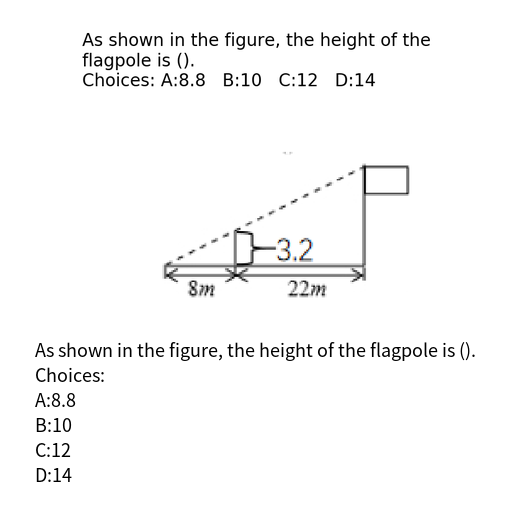 As shown in the figure, the height of the
flagpole is ().
Choices: A:8.8   B:10   C:12   D:14
3.2
8m
22m
As shown in the figure, the height of the flagpole is ().
Choices:
A:8.8
B:10
C:12
D:14